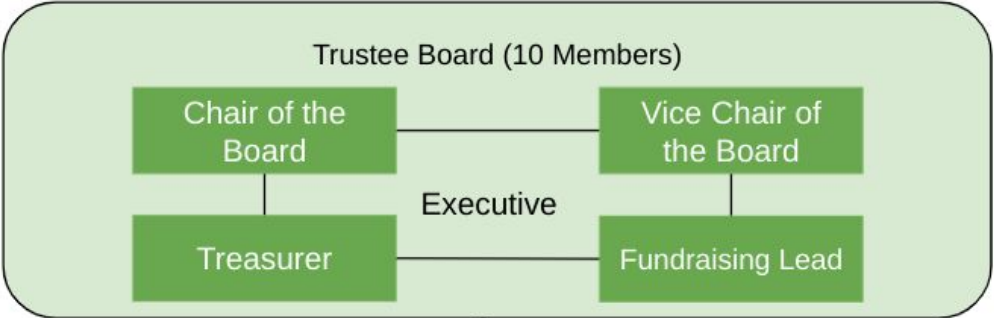 Trustee Board (10 Members)
Chair of the
Board
Vice Chair of
the Board
Executive
Treasurer
Fundraising Lead